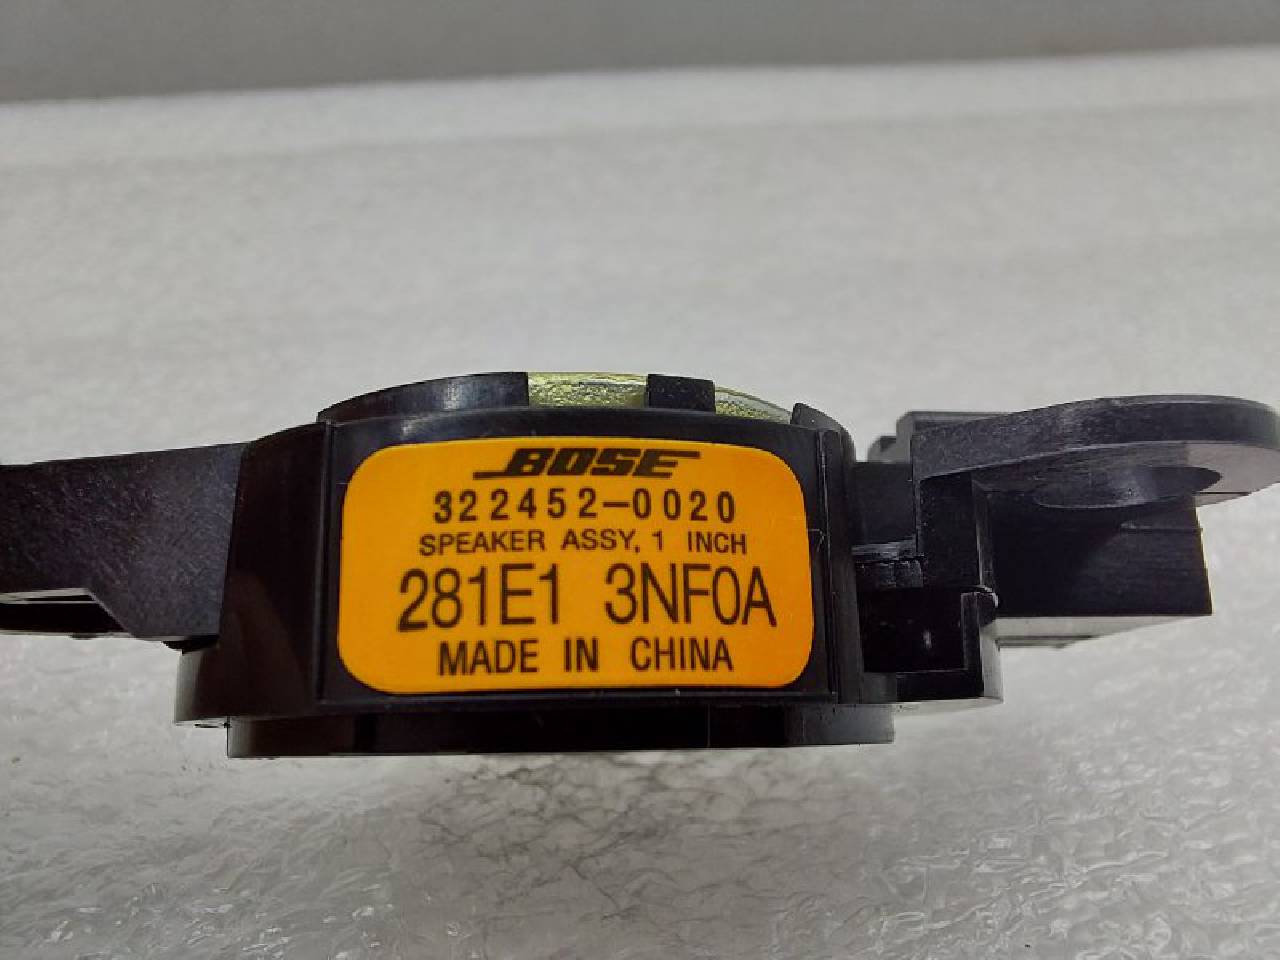 BOSE
322452-0020
SPEAKER ASSY, 1 INCH
281E1 3NF0A
MADE IN CHINA